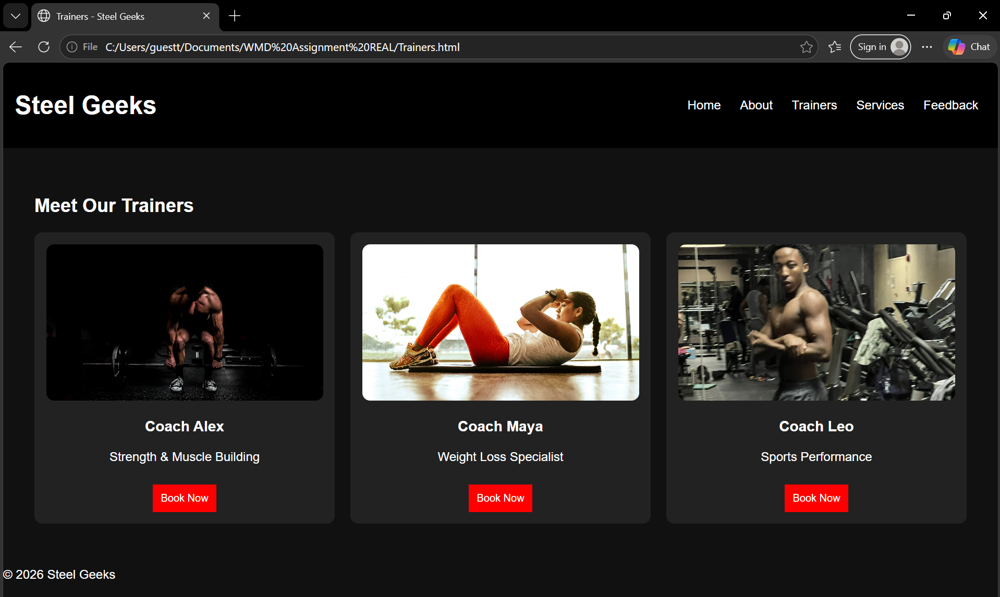 Trainers - Steel Geeks
File C:/Users/guestt/Documents/WMD%20Assignment%20REAL/Trainers.html
Sign in
Chat
Steel Geeks
Home About Trainers Services Feedback
Meet Our Trainers
Coach Alex
Strength & Muscle Building
Book Now
Coach Maya
Weight Loss Specialist
Book Now
Coach Leo
Sports Performance
Book Now
© 2026 Steel Geeks